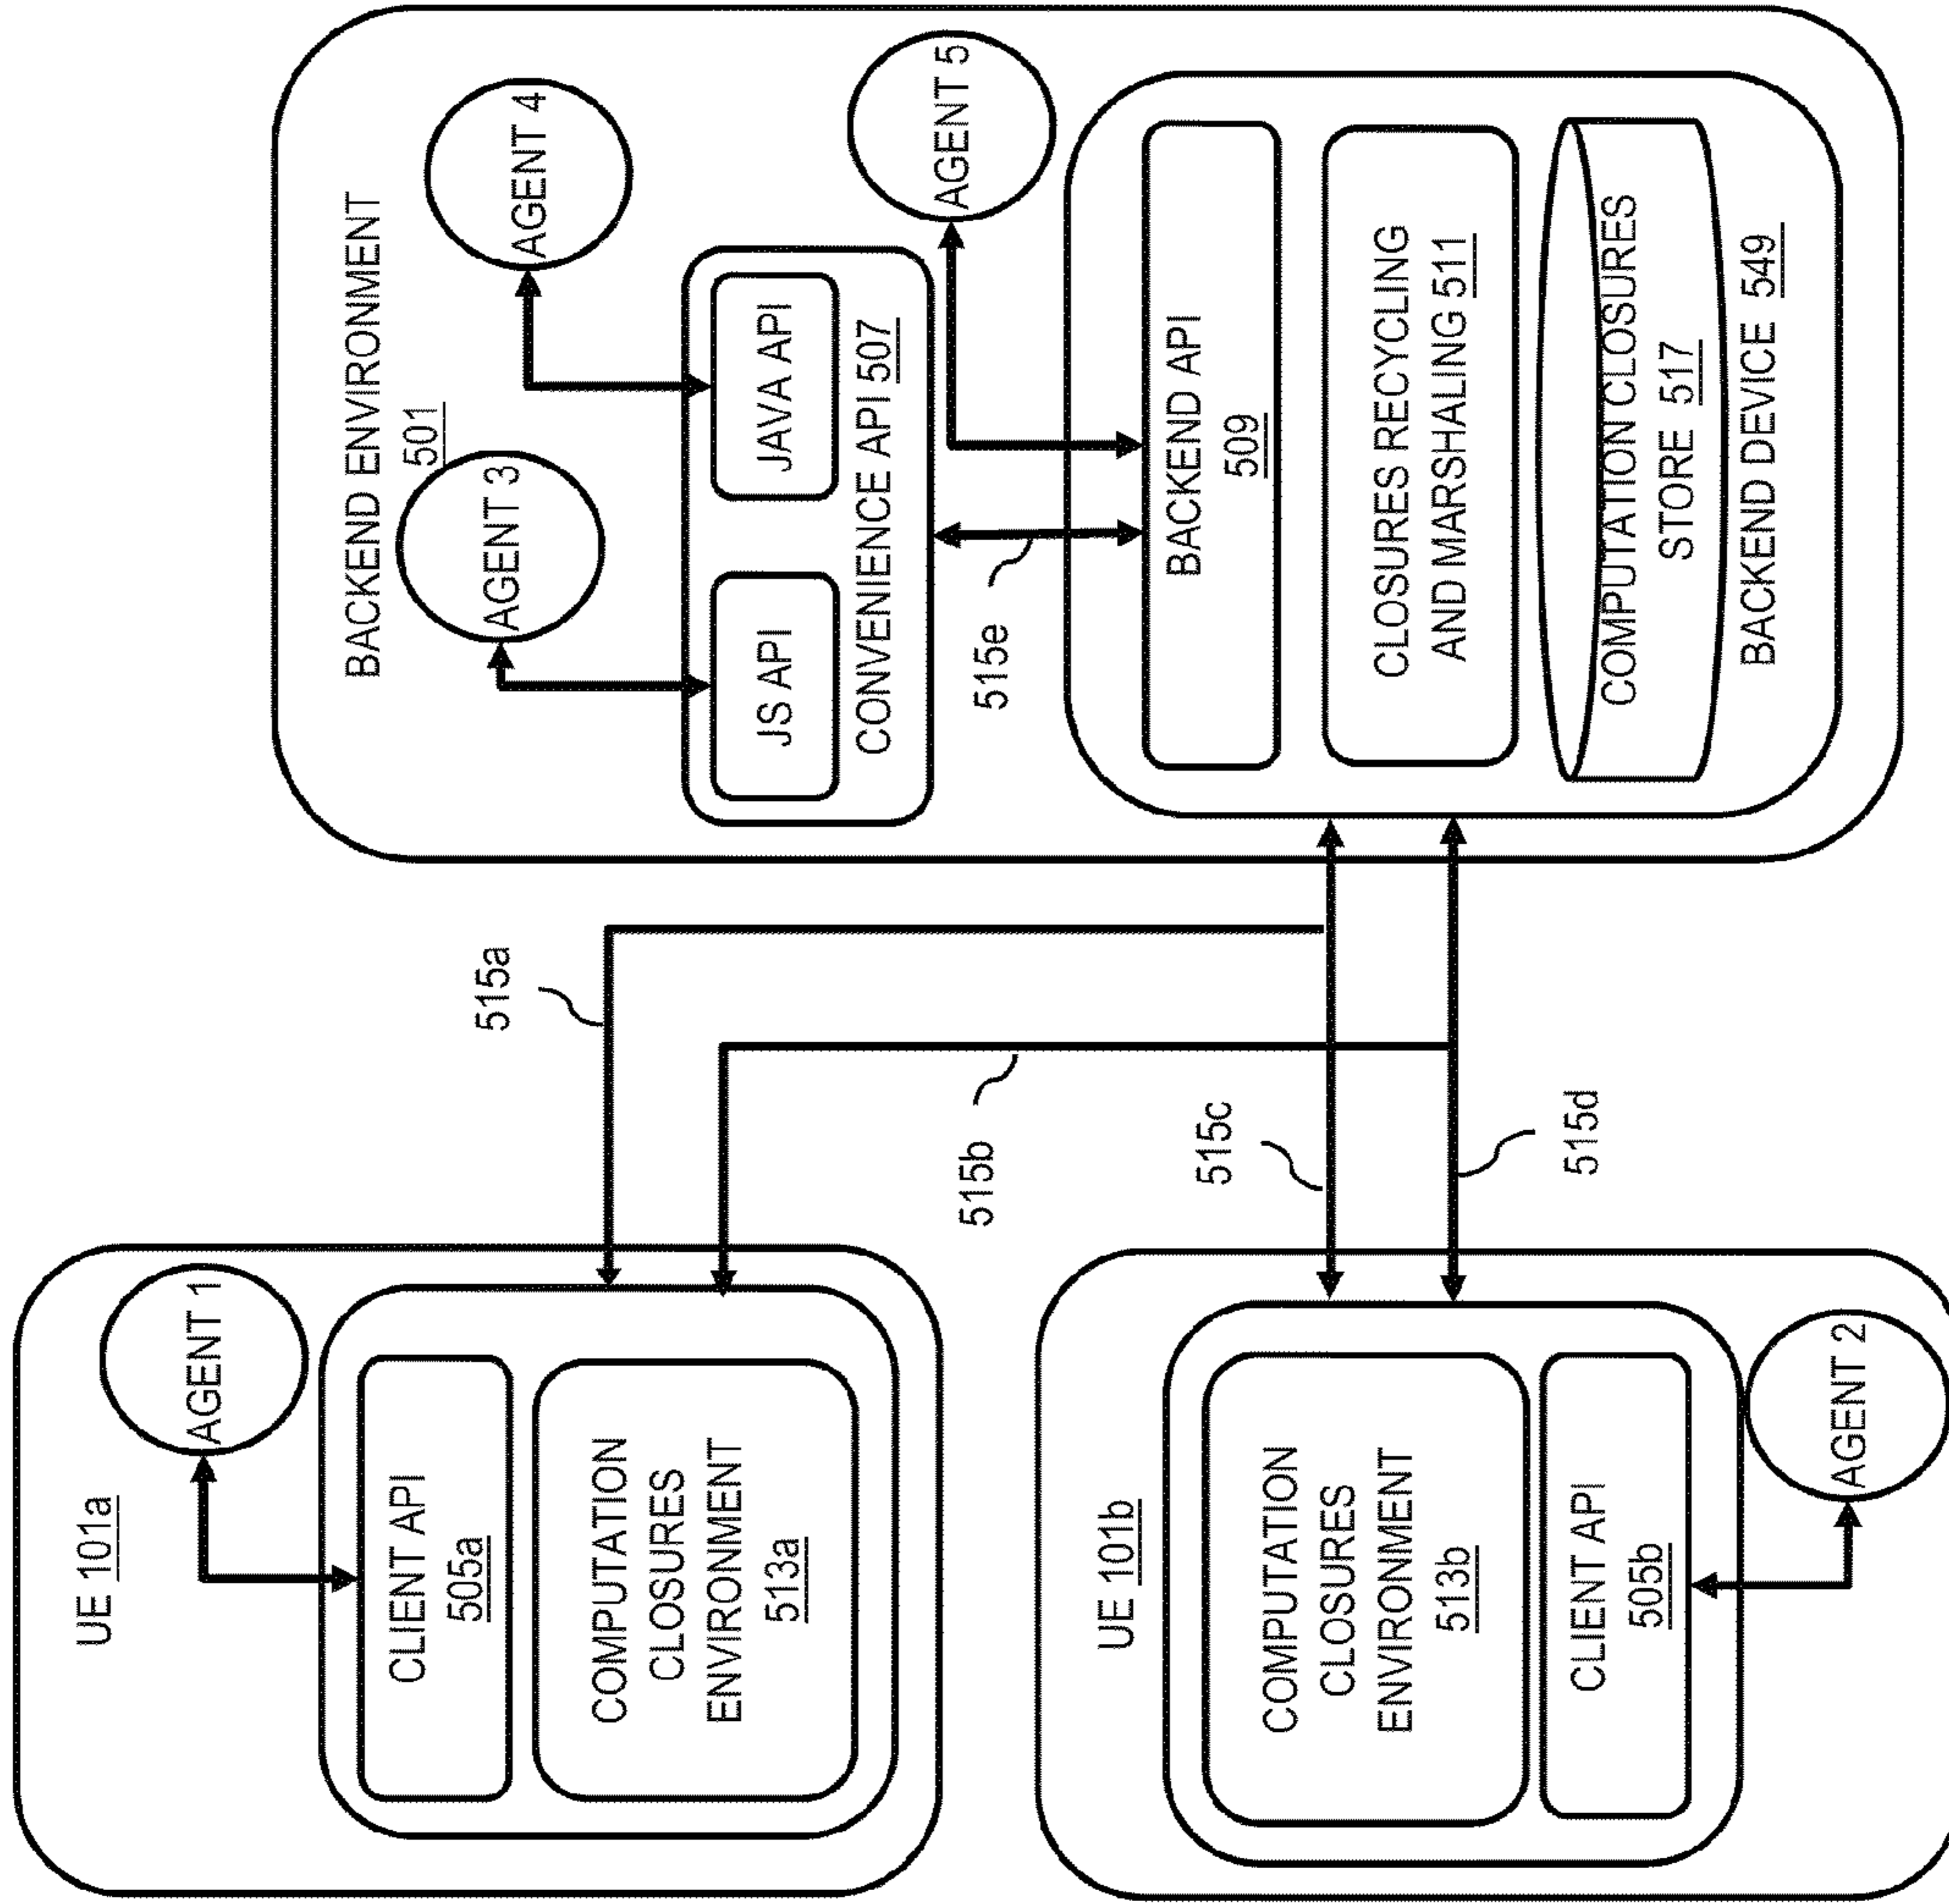 UE 101a
AGENT 1
CLIENT API
505a
COMPUTATION
CLOSURES
ENVIRONMENT
513a
UE 101b
COMPUTATION
CLOSURES
ENVIRONMENT
513b
CLIENT API
505b
AGENT 2
515a
515b
515c
515d
BACKEND ENVIRONMENT
501
AGENT 3
AGENT 4
JS API
JAVA API
CONVENIENCE API 507
AGENT 5
515e
BACKEND API
509
CLOSURES RECYCLING
AND MARSHALING 511
COMPUTATION CLOSURES
STORE 517
BACKEND DEVICE 549